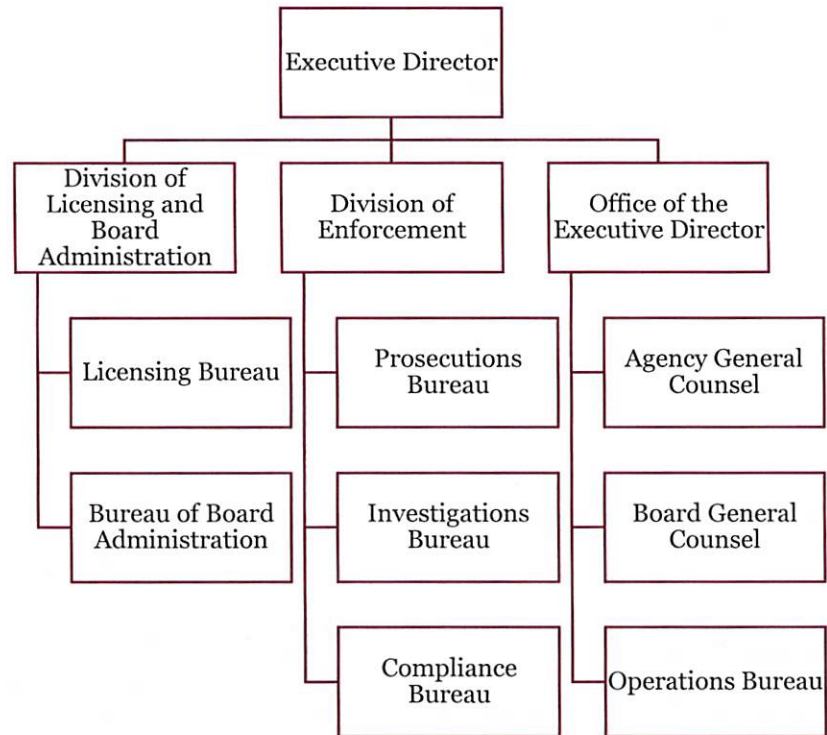 Executive Director
Division of
Licensing and
Board
Administration
Division of
Enforcement
Office of the
Executive Director
Licensing Bureau
Prosecutions
Bureau
Agency General
Counsel
Bureau of Board
Administration
Investigations
Bureau
Board General
Counsel
Compliance
Bureau
Operations Bureau